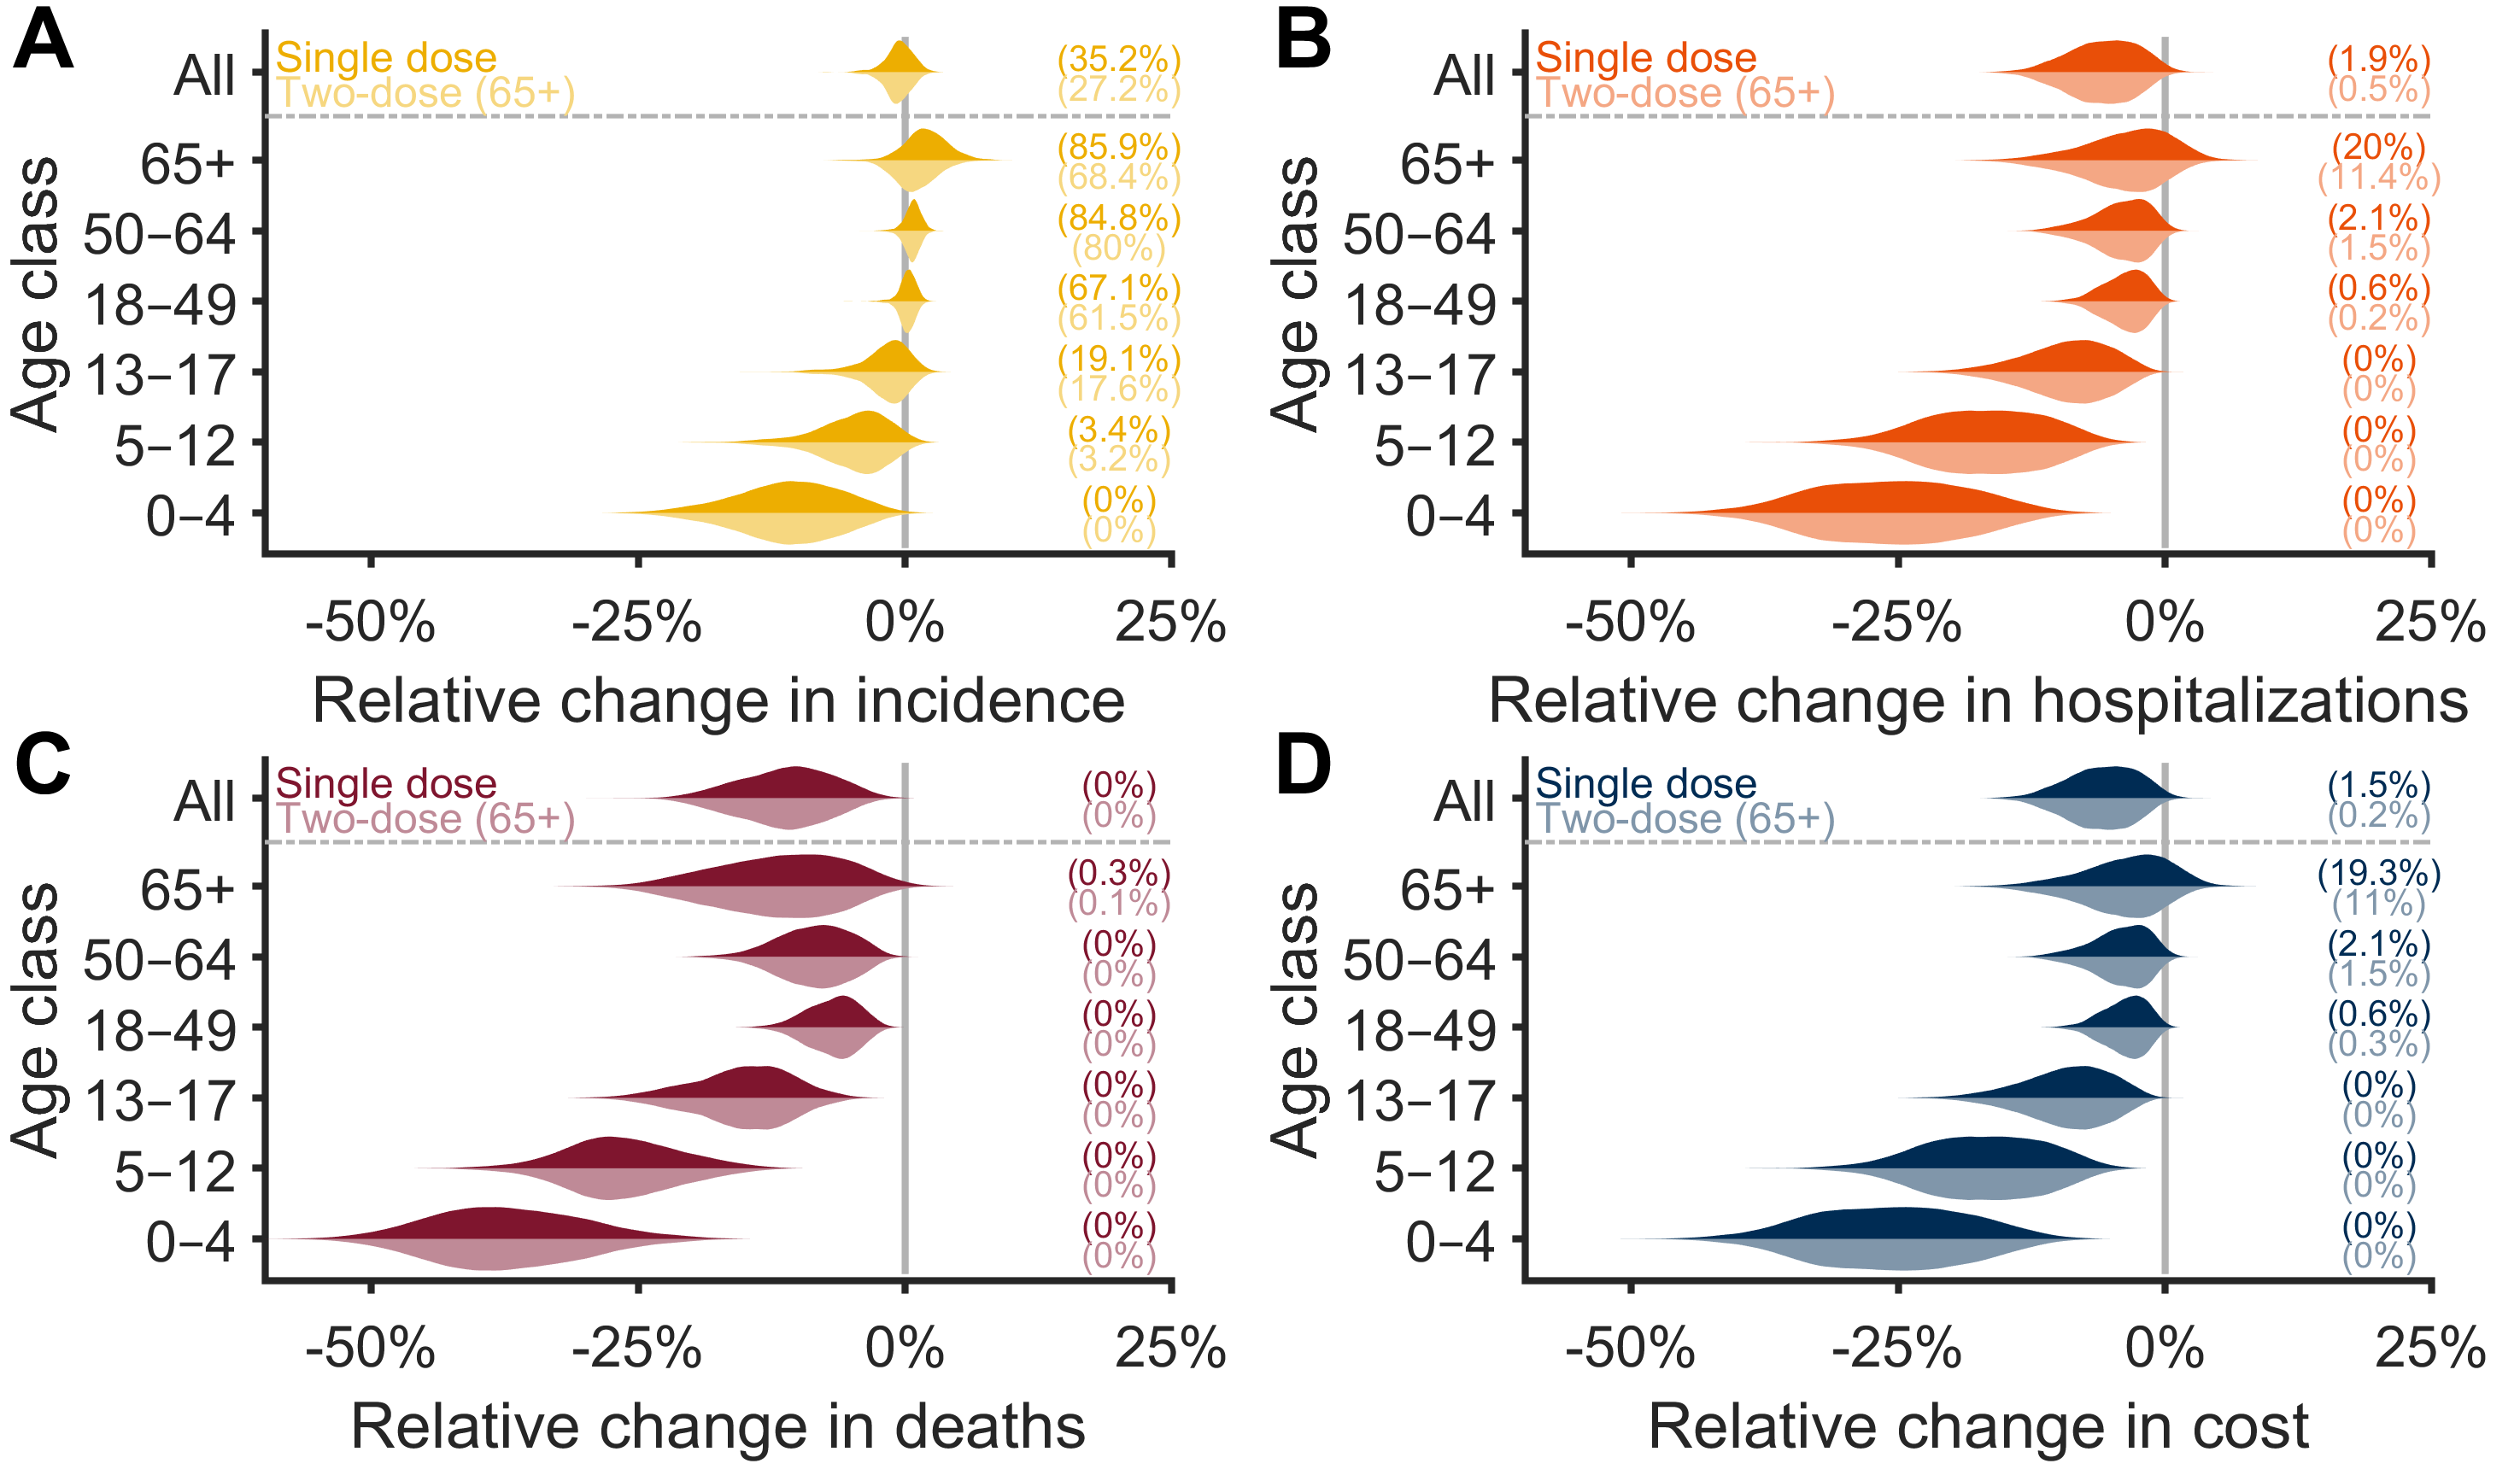 A
Age class
All
Single dose
Two-dose (65+)
(35.2%)
(27.2%)
65+
(85.9%)
(68.4%)
50–64
(84.8%)
(80%)
18–49
(67.1%)
(61.5%)
13–17
(19.1%)
(17.6%)
5–12
(3.4%)
(3.2%)
0–4
(0%)
(0%)
-50% -25% 0% 25%
Relative change in incidence
B
Age class
All
Single dose
Two-dose (65+)
(1.9%)
(0.5%)
65+
(20%)
(11.4%)
50–64
(2.1%)
(1.5%)
18–49
(0.6%)
(0.2%)
13–17
(0%)
(0%)
5–12
(0%)
(0%)
0–4
(0%)
(0%)
-50% -25% 0% 25%
Relative change in hospitalizations
C
Age class
All
Single dose
Two-dose (65+)
(0%)
(0%)
65+
(0.3%)
(0.1%)
50–64
(0%)
(0%)
18–49
(0%)
(0%)
13–17
(0%)
(0%)
5–12
(0%)
(0%)
0–4
(0%)
(0%)
-50% -25% 0% 25%
Relative change in deaths
D
Age class
All
Single dose
Two-dose (65+)
(1.5%)
(0.2%)
65+
(19.3%)
(11%)
50–64
(2.1%)
(1.5%)
18–49
(0.6%)
(0.3%)
13–17
(0%)
(0%)
5–12
(0%)
(0%)
0–4
(0%)
(0%)
-50% -25% 0% 25%
Relative change in cost